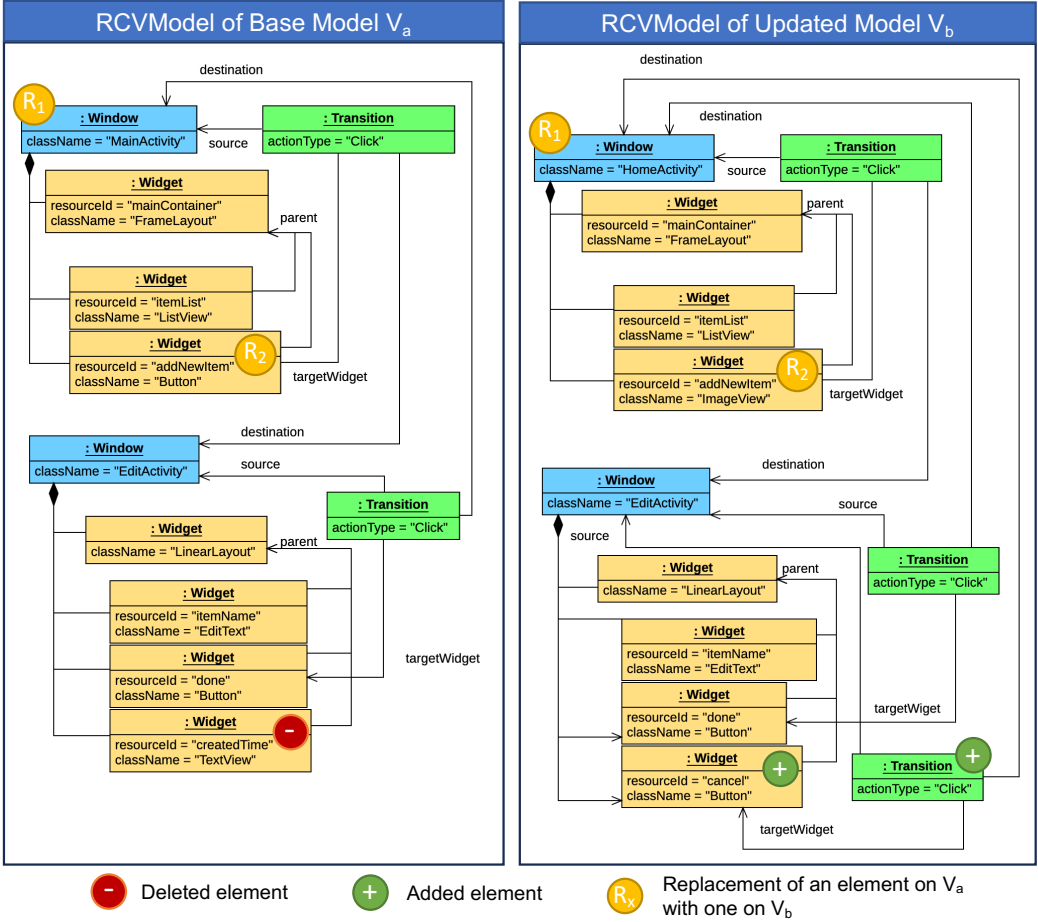 RCVModel of Base Model Va
destination
R1
: Window
className = "MainActivity"
source
: Transition
actionType = "Click"
: Widget
resourceId = "mainContainer"
className = "FrameLayout"
parent
: Widget
resourceId = "itemList"
className = "ListView"
: Widget
R2
resourceId = "addNewItem"
className = "Button"
targetWidget
destination
: Window
className = "EditActivity"
source
: Transition
actionType = "Click"
: Widget
className = "LinearLayout"
parent
: Widget
resourceId = "itemName"
className = "EditText"
: Widget
resourceId = "done"
className = "Button"
targetWidget
: Widget
-
resourceId = "createdTime"
className = "TextView"
RCVModel of Updated Model Vb
destination
destination
R1
: Window
className = "HomeActivity"
source
: Transition
actionType = "Click"
: Widget
resourceId = "mainContainer"
className = "FrameLayout"
parent
: Widget
resourceId = "itemList"
className = "ListView"
: Widget
R2
resourceId = "addNewItem"
className = "ImageView"
targetWidget
destination
: Window
className = "EditActivity"
source
source
: Transition
actionType = "Click"
: Widget
className = "LinearLayout"
parent
: Widget
resourceId = "itemName"
className = "EditText"
: Widget
resourceId = "done"
className = "Button"
targetWiget
: Widget
+
resourceId = "cancel"
className = "Button"
+
: Transition
actionType = "Click"
targetWidget
- Deleted element
+ Added element
Rx Replacement of an element on Va
with one on Vb